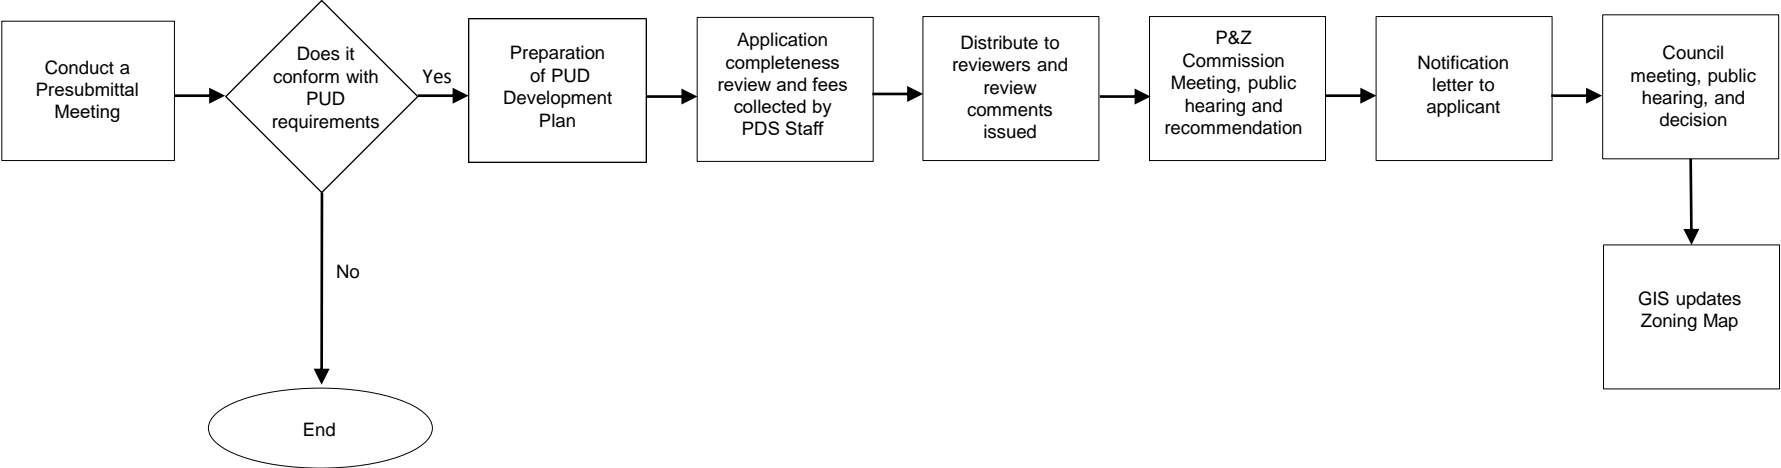 Conduct a
Presubmittal
Meeting
Does it
conform with
PUD
requirements
Yes
No
End
Preparation
of PUD
Development
Plan
Application
completeness
review and fees
collected by
PDS Staff
Distribute to
reviewers and
review
comments
issued
P&Z
Commission
Meeting, public
hearing and
recommendation
Notification
letter to
applicant
Council
meeting, public
hearing, and
decision
GIS updates
Zoning Map